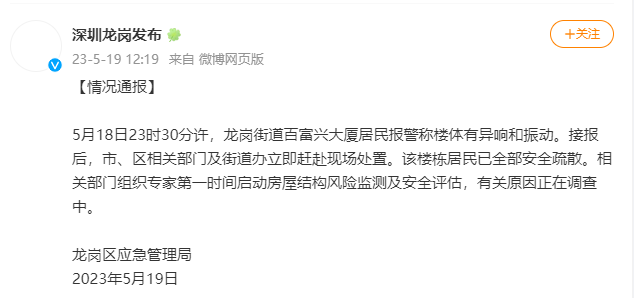 深圳龙岗发布
+关注
23-5-19 12:19 来自 微博网页版
【情况通报】
5月18日23时30分许，龙岗街道百富兴大厦居民报警称楼体有异响和振动。接报
后，市、区相关部门及街道办立即赶赴现场处置。该楼栋居民已全部安全疏散。相
关部门组织专家第一时间启动房屋结构风险监测及安全评估，有关原因正在调查
中。
龙岗区应急管理局
2023年5月19日